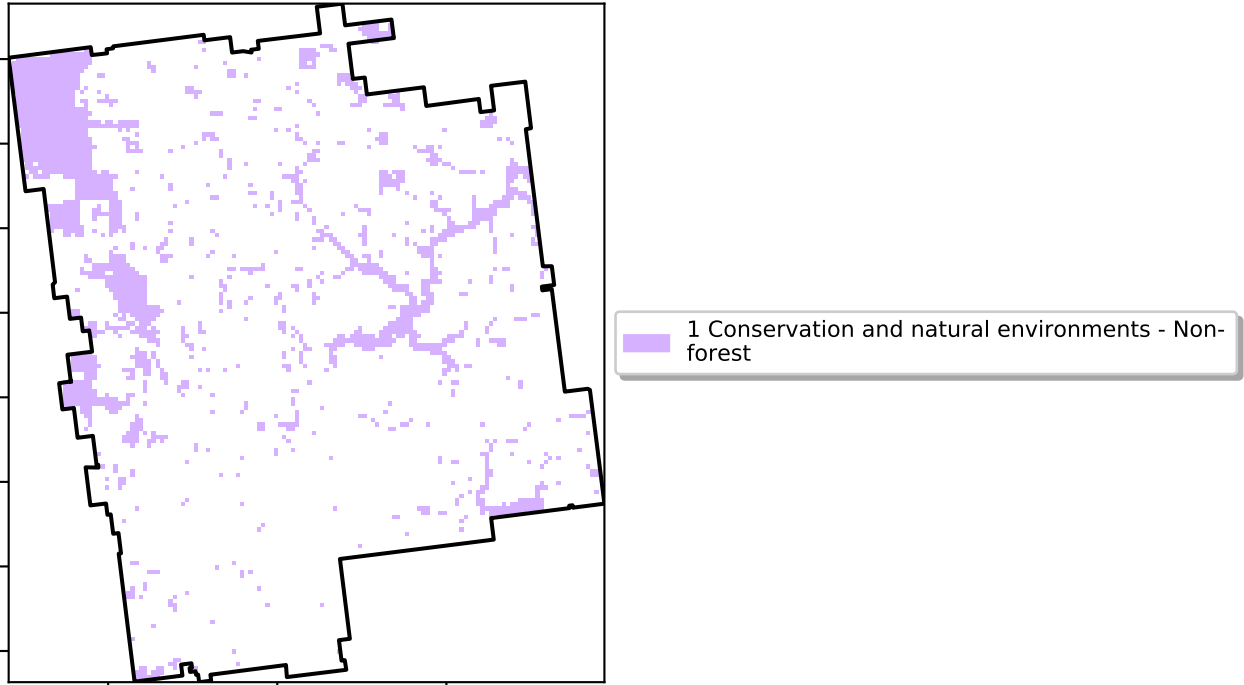 1 Conservation and natural environments - Non-
forest